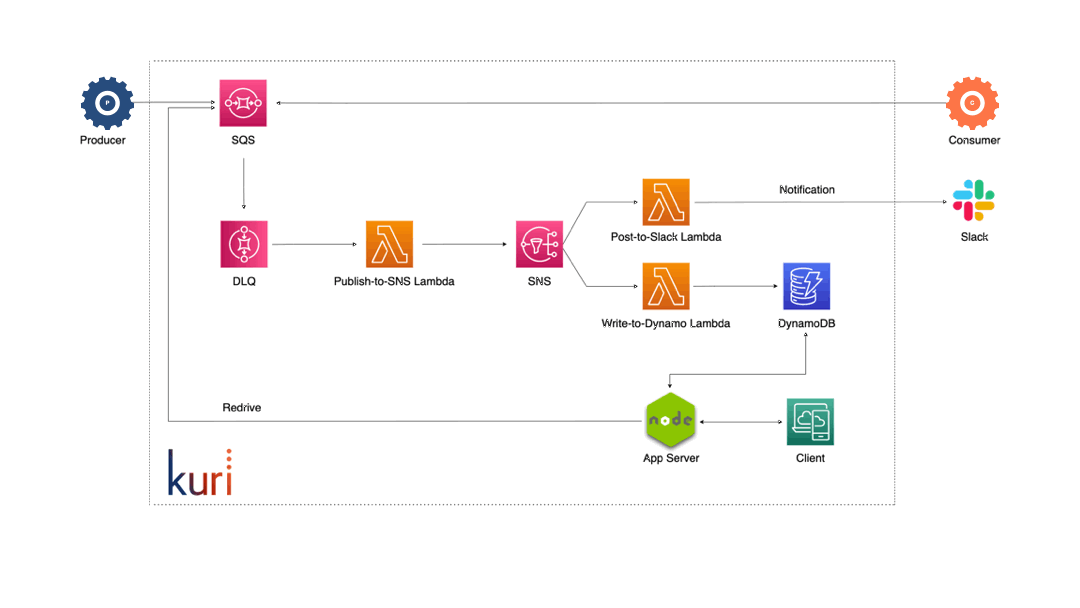 P
C
Producer
SQS
Consumer
Notification
Post-to-Slack Lambda
Slack
DLQ
Publish-to-SNS Lambda
SNS
Write-to-Dynamo Lambda
DynamoDB
Redrive
node
App Server
Client
kuri